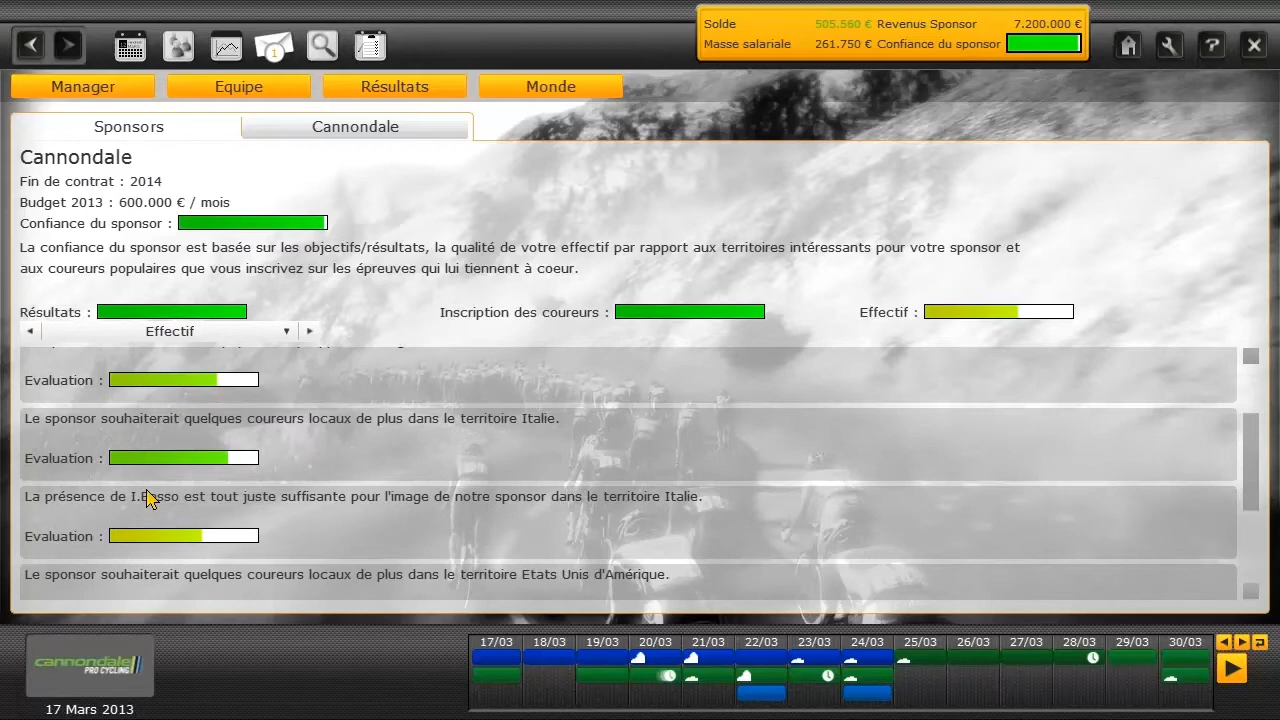 Solde 505.560 € Revenus Sponsor 7.200.000 €
Masse salariale 261.750 € Confiance du sponsor
1
?
Manager Equipe Résultats Monde
Sponsors Cannondale
Cannondale
Fin de contrat : 2014
Budget 2013 : 600.000 € / mois
Confiance du sponsor :
La confiance du sponsor est basée sur les objectifs/résultats, la qualité de votre effectif par rapport aux territoires intéressants pour votre sponsor et
aux coureurs populaires que vous inscrivez sur les épreuves qui lui tiennent à coeur.
Résultats : Inscription des coureurs : Effectif :
Effectif
Evaluation :
Le sponsor souhaiterait quelques coureurs locaux de plus dans le territoire Italie.
Evaluation :
La présence de I.Basso est tout juste suffisante pour l'image de notre sponsor dans le territoire Italie.
Evaluation :
Le sponsor souhaiterait quelques coureurs locaux de plus dans le territoire Etats Unis d'Amérique.
17/03 18/03 19/03 20/03 21/03 22/03 23/03 24/03 25/03 26/03 27/03 28/03 29/03 30/03
cannondale
PRO CYCLING
17 Mars 2013